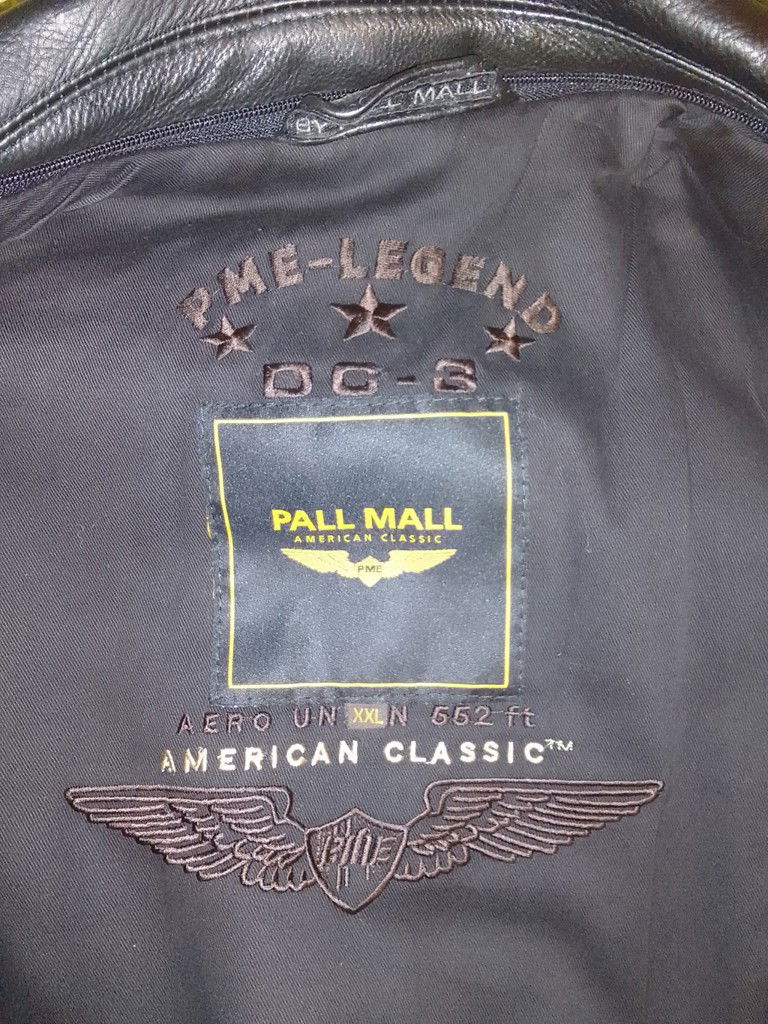 BY L MALL
PME-LEGEND
DC-3
PALL MALL
AMERICAN CLASSIC
PME
AERO UN XXL N 552 ft
AMERICAN CLASSIC™
PME